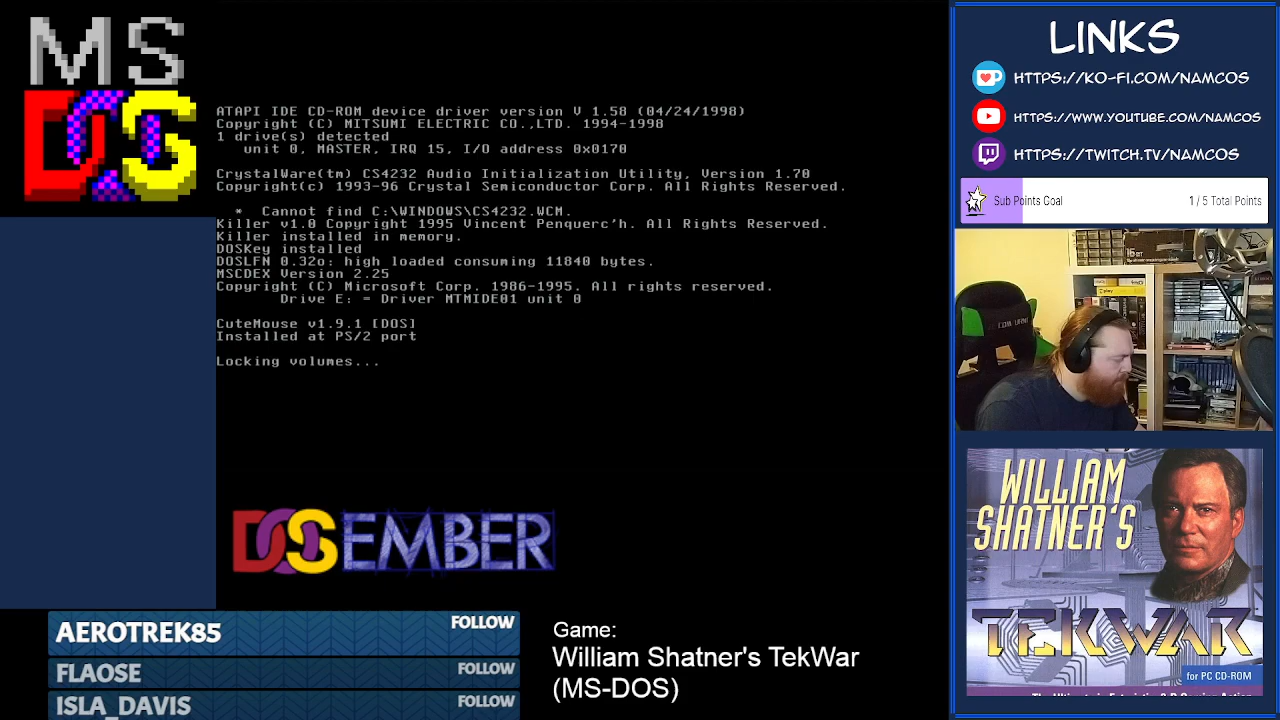 MS
DOS
ATAPI IDE CD-ROM device driver version V 1.58 (04/24/1998)
Copyright (C) MITSUMI ELECTRIC CO.,LTD. 1994-1998
1 drive(s) detected
unit 0, MASTER, IRQ 15, I/O address 0x0170
CrystalWare(tm) CS4232 Audio Initialization Utility, Version 1.70
Copyright(c) 1993-96 Crystal Semiconductor Corp. All Rights Reserved.
* Cannot find C:\WINDOWS\CS4232.WCM.
Killer v1.0 Copyright 1995 Vincent Penquerc'h. All Rights Reserved.
Killer installed in memory.
DOSKey installed
DOSLFN 0.32o: high loaded consuming 11840 bytes.
MSCDEX Version 2.25
Copyright (C) Microsoft Corp. 1986-1995. All rights reserved.
Drive E: = Driver MTMIDE01 unit 0
CuteMouse v1.9.1 [DOS]
Installed at PS/2 port
Locking volumes...
DOSEMBER
AEROTREK85 FOLLOW
FLAOSE FOLLOW
ISLA_DAVIS FOLLOW
Game:
William Shatner's TekWar
(MS-DOS)
LINKS
HTTPS://KO-FI.COM/NAMCOS
HTTPS://WWW.YOUTUBE.COM/NAMCOS
HTTPS://TWITCH.TV/NAMCOS
Sub Points Goal 1 / 5 Total Points
WILLIAM
SHATNER'S
TEKWAR
for PC CD-ROM